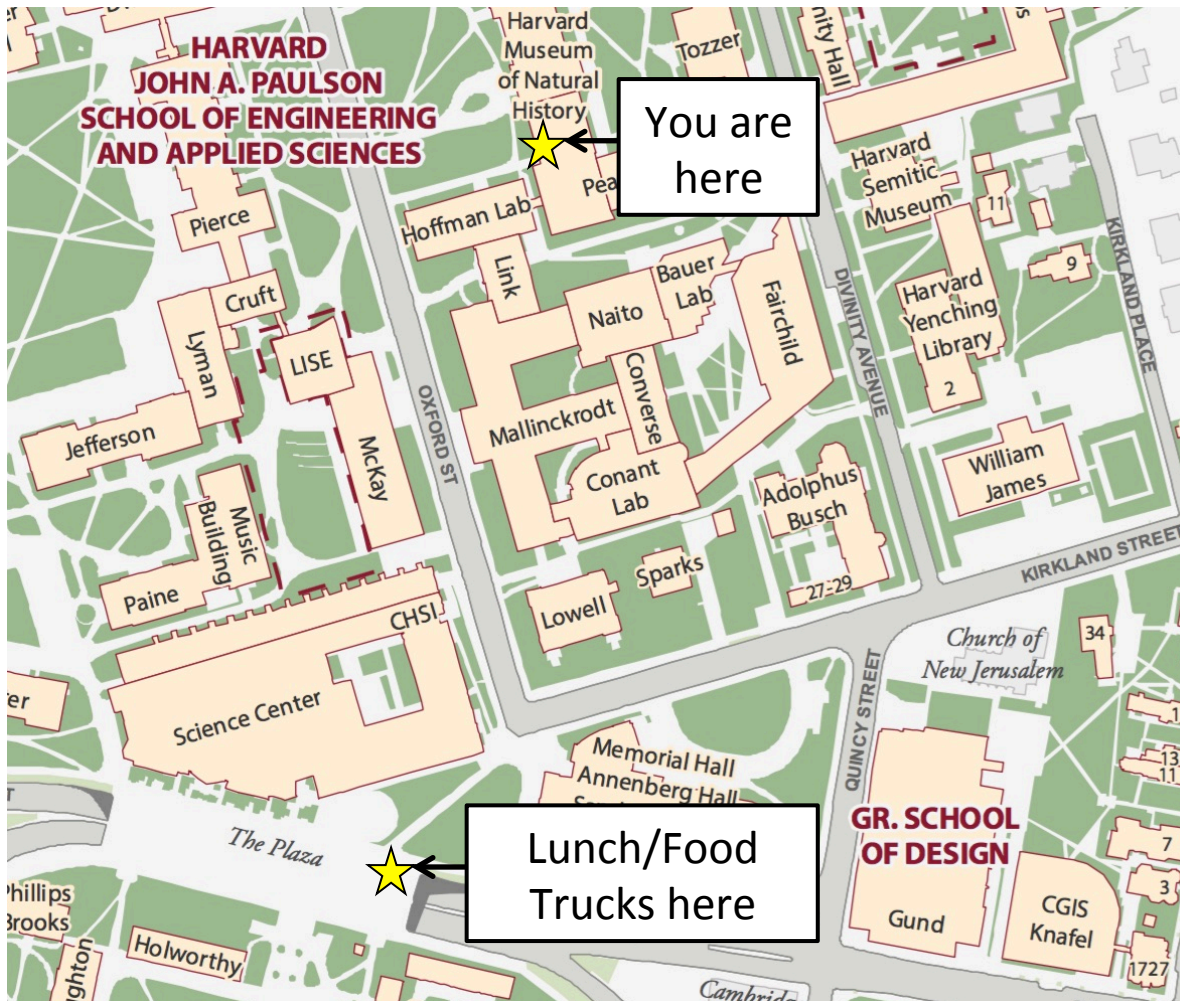 HARVARD
JOHN A. PAULSON
SCHOOL OF ENGINEERING
AND APPLIED SCIENCES
Harvard
Museum
of Natural
History
Tozzer
You are
here
Harvard
Semitic
Museum
11
9
KIRKLAND PLACE
Pierce
Hoffman Lab
Link
Cruft
Lyman
LISE
Naito
Bauer
Lab
Fairchild
DIVINITY AVENUE
Harvard
Yenching
Library
2
Converse
OXFORD ST
Jefferson
McKay
Mallinckrodt
Conant
Lab
Adolphus
Busch
William
James
Music
Building
Paine
Sparks
Lowell
27-29
KIRKLAND STREET
CHSI
Science Center
Church of
New Jerusalem
34
QUINCY STREET
Memorial Hall
Annenberg Hall
13
11
The Plaza
Lunch/Food
Trucks here
GR. SCHOOL
OF DESIGN
7
3
Gund
CGIS
Knafel
1727
Phillips
Brooks
Holworthy